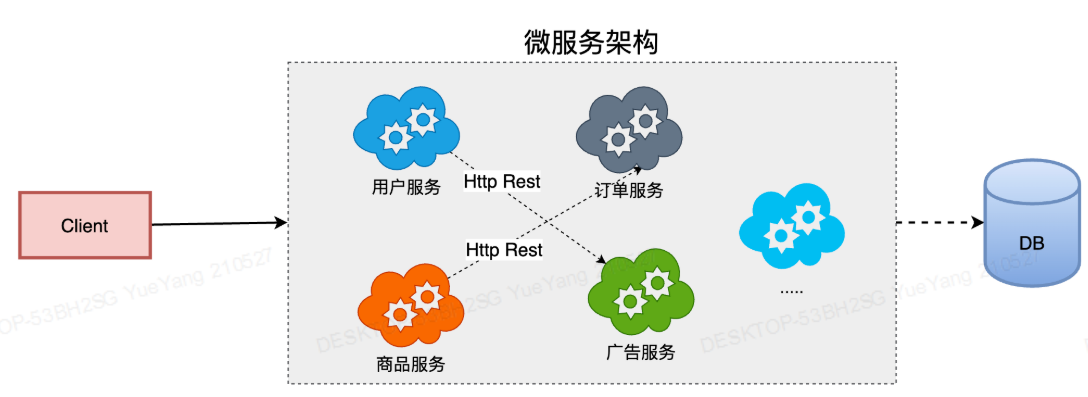 微服务架构
用户服务
Http Rest
订单服务
Client
Http Rest
DB
.....
商品服务
广告服务
DESKTOP-53BH2SG YueYang 210527
TOP-53BH2SG YueYang 210527
DESKTOP-53BH2SG YueYang 210527